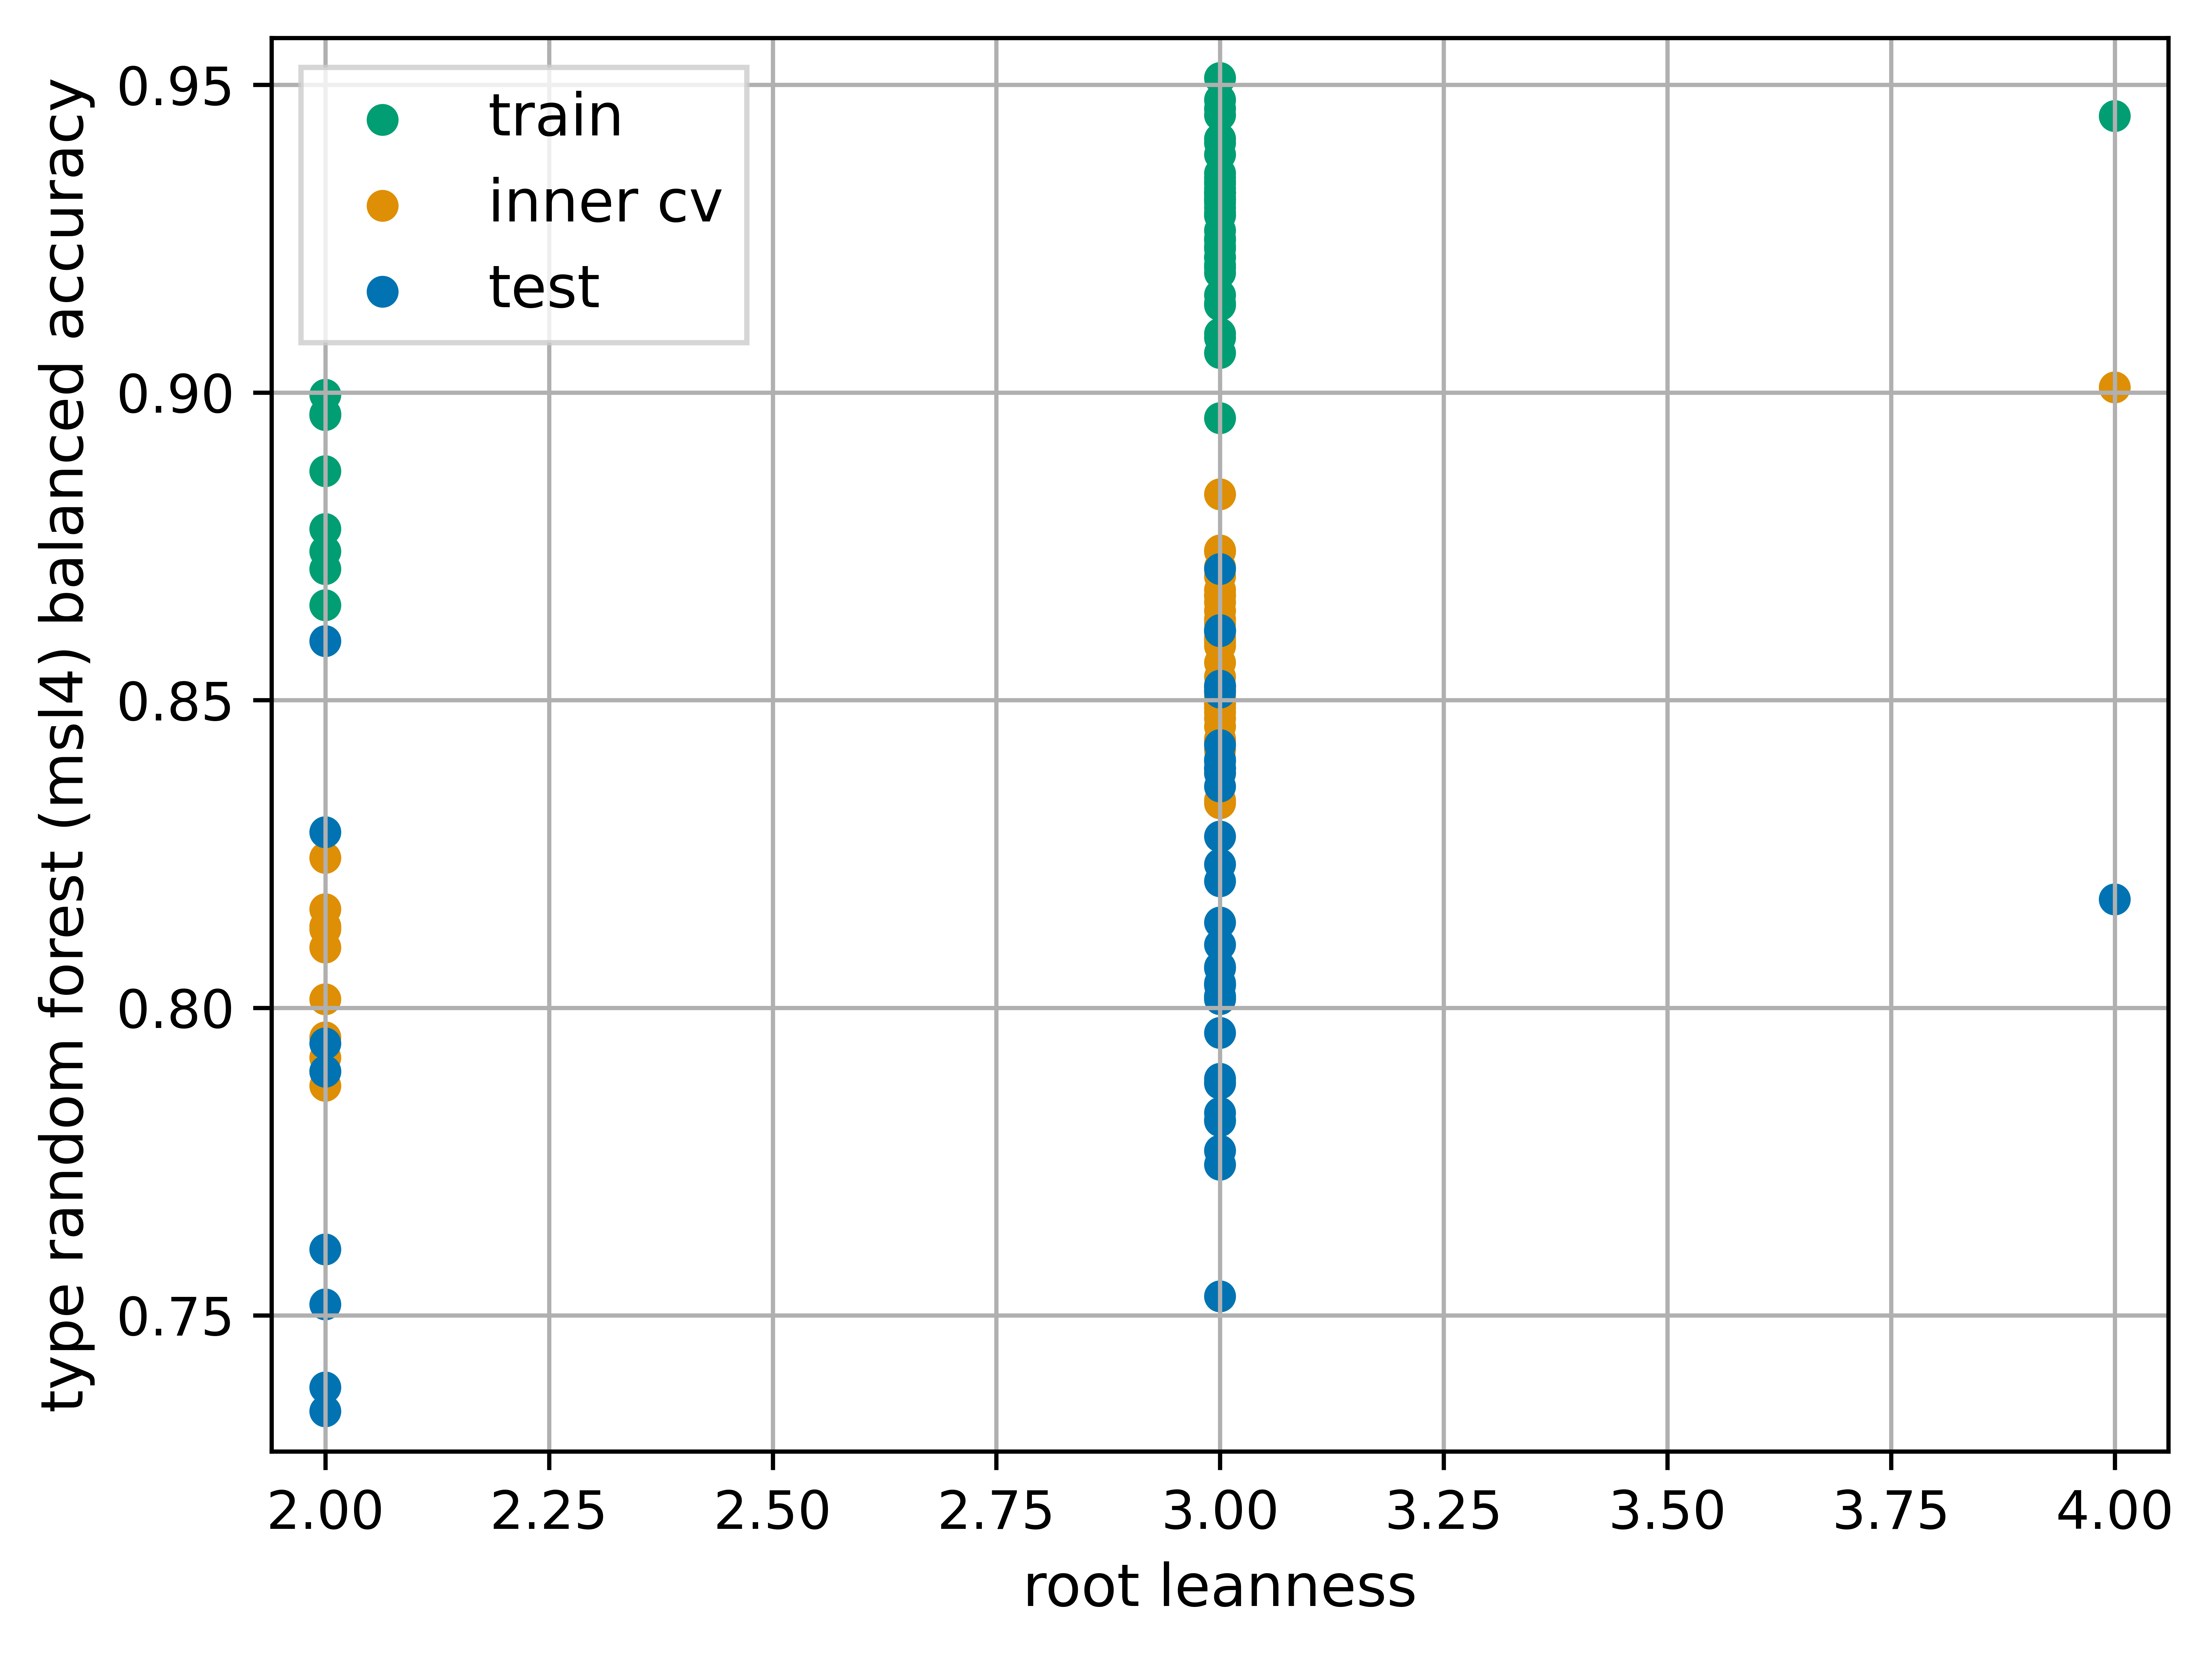 type random forest (msl4) balanced accuracy
0.95
0.90
0.85
0.80
0.75
train
inner cv
test
2.00 2.25 2.50 2.75 3.00 3.25 3.50 3.75 4.00
root leanness